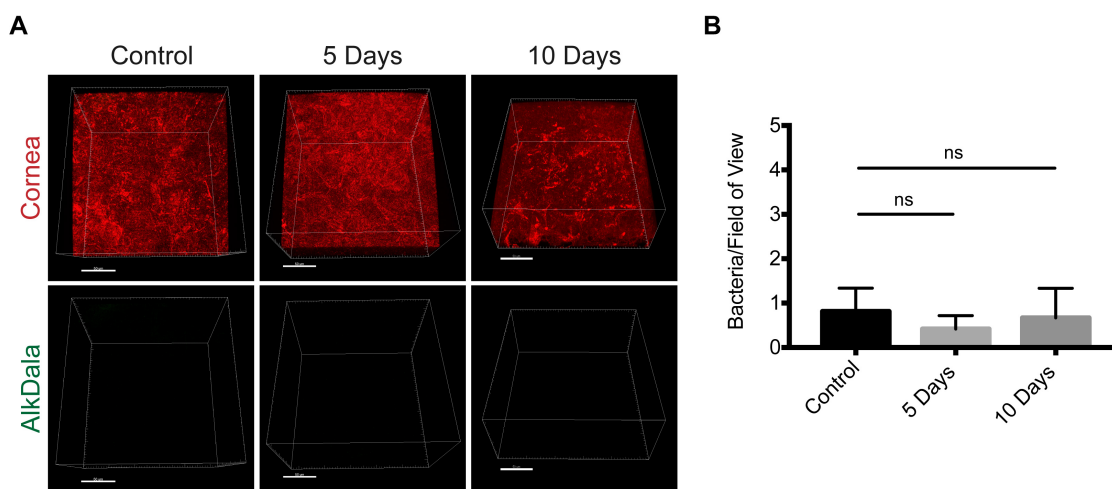 A
Control
5 Days
10 Days
Cornea
AlkDala
B
Bacteria/Field of View
5
4
3
2
1
0
ns
ns
Control
5 Days
10 Days